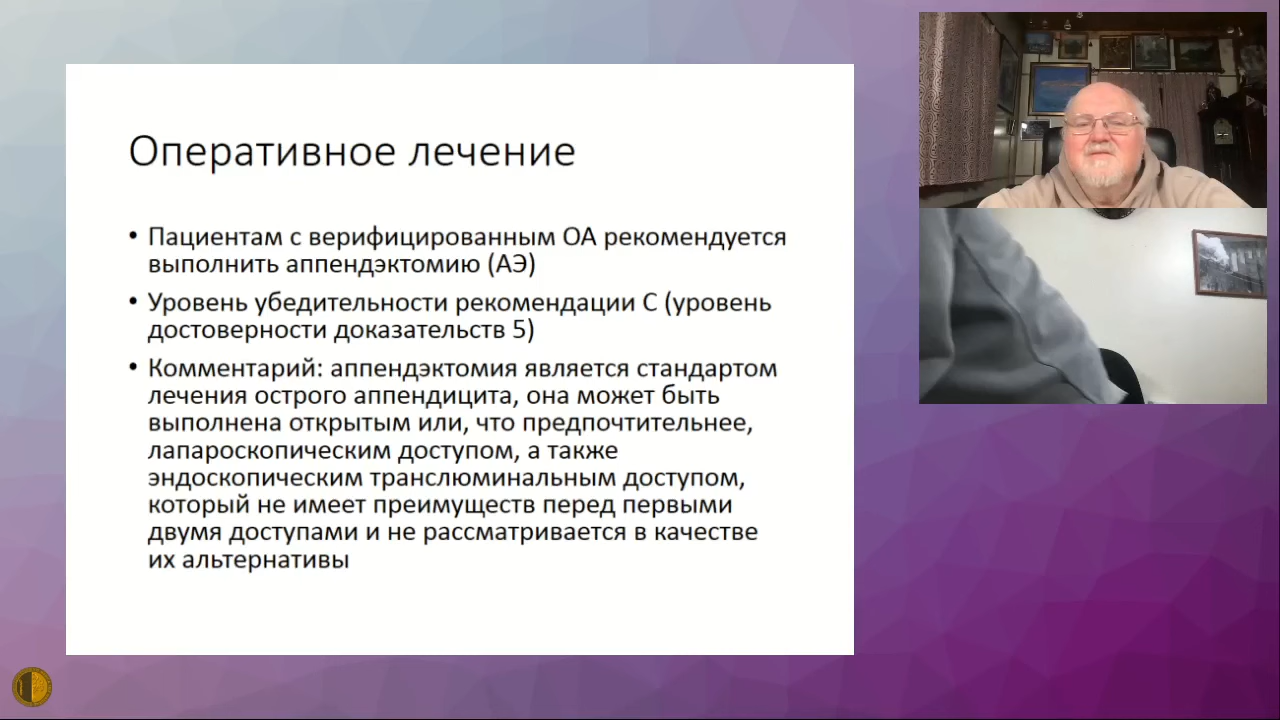 Оперативное лечение
• Пациентам с верифицированным ОА рекомендуется
выполнить аппендэктомию (АЭ)
• Уровень убедительности рекомендации С (уровень
достоверности доказательств 5)
• Комментарий: аппендэктомия является стандартом
лечения острого аппендицита, она может быть
выполнена открытым или, что предпочтительнее,
лапароскопическим доступом, а также
эндоскопическим транслюминальным доступом,
который не имеет преимуществ перед первыми
двумя доступами и не рассматривается в качестве
их альтернативы